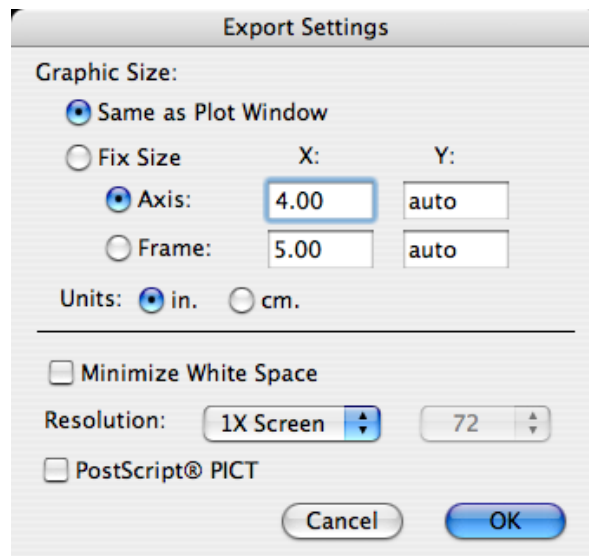 Export Settings
Graphic Size:
Same as Plot Window
Fix Size X: Y:
Axis: 4.00 auto
Frame: 5.00 auto
Units: in. cm.
Minimize White Space
Resolution: 1X Screen 72
PostScript® PICT
Cancel OK